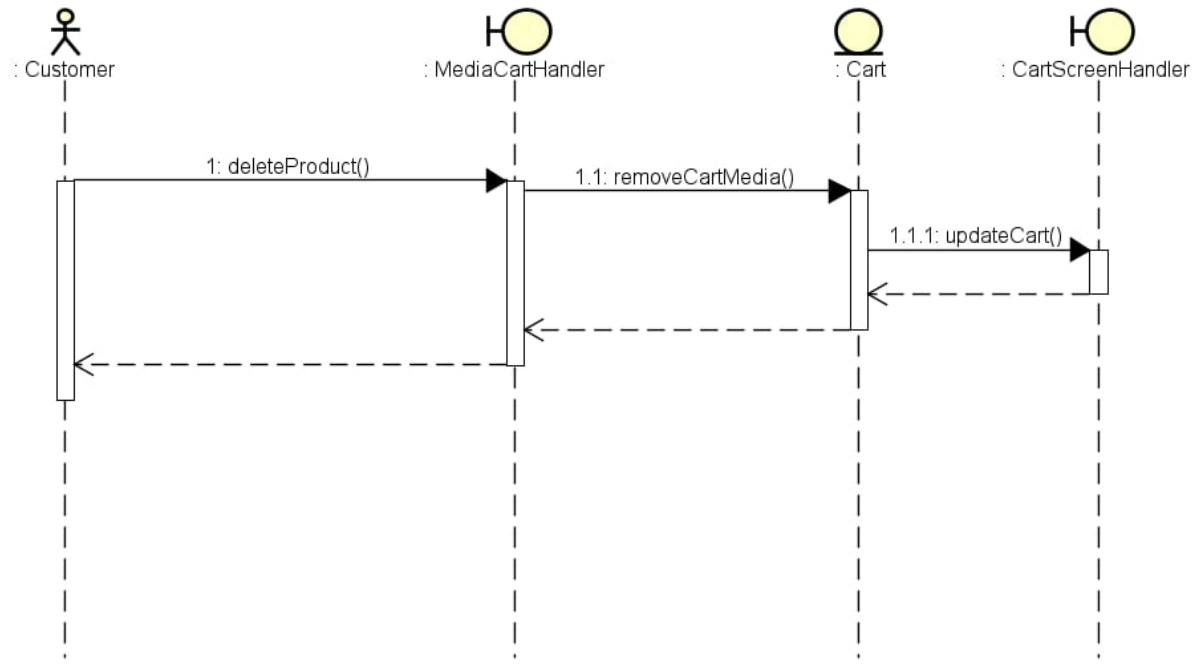 : Customer
: MediaCartHandler
: Cart
: CartScreenHandler
1: deleteProduct()
1.1: removeCartMedia()
1.1.1: updateCart()